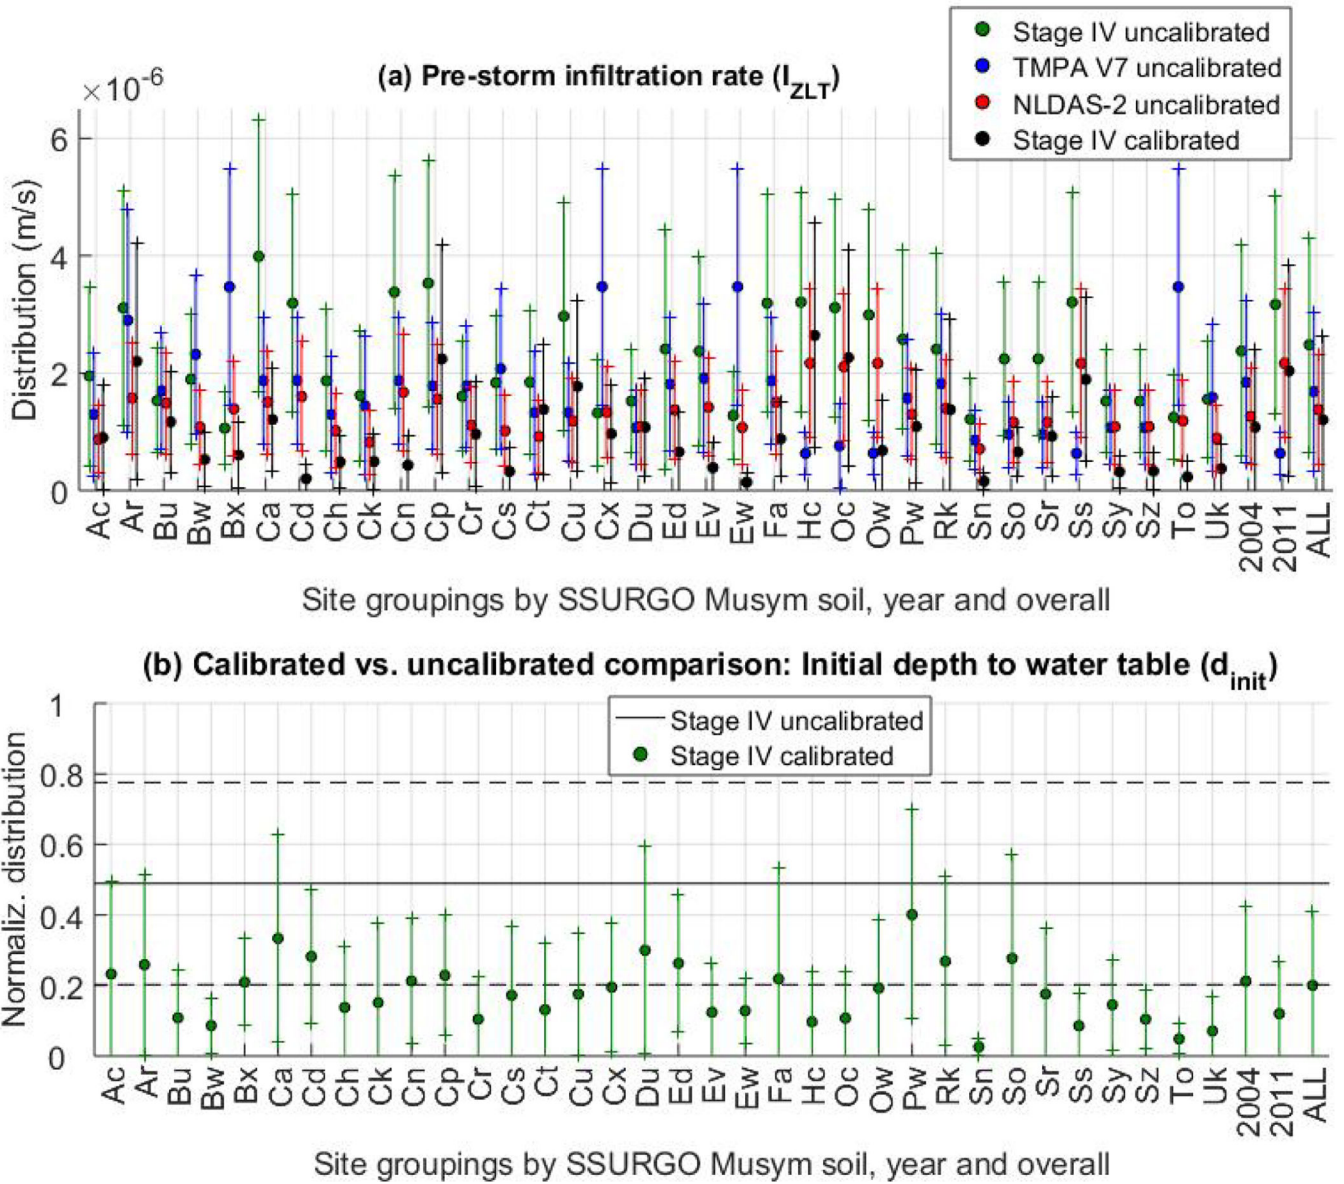 Stage IV uncalibrated
TMPA V7 uncalibrated
NLDAS-2 uncalibrated
Stage IV calibrated
(a) Pre-storm infiltration rate (I_ZLT)
×10^-6
Distribution (m/s)
6
4
2
0
Ac Ar Bu Bw Bx Ca Cd Ch Ck Cn Cp Cr Cs Ct Cu Cx Du Ed Ev Ew Fa Hc Oc Ow Pw Rk Sn So Sr Ss Sy Sz To Uk 2004 2011 ALL
Site groupings by SSURGO Musym soil, year and overall
(b) Calibrated vs. uncalibrated comparison: Initial depth to water table (d_init)
Stage IV uncalibrated
Stage IV calibrated
Normaliz. distribution
1
0.8
0.6
0.4
0.2
0
Ac Ar Bu Bw Bx Ca Cd Ch Ck Cn Cp Cr Cs Ct Cu Cx Du Ed Ev Ew Fa Hc Oc Ow Pw Rk Sn So Sr Ss Sy Sz To Uk 2004 2011 ALL
Site groupings by SSURGO Musym soil, year and overall